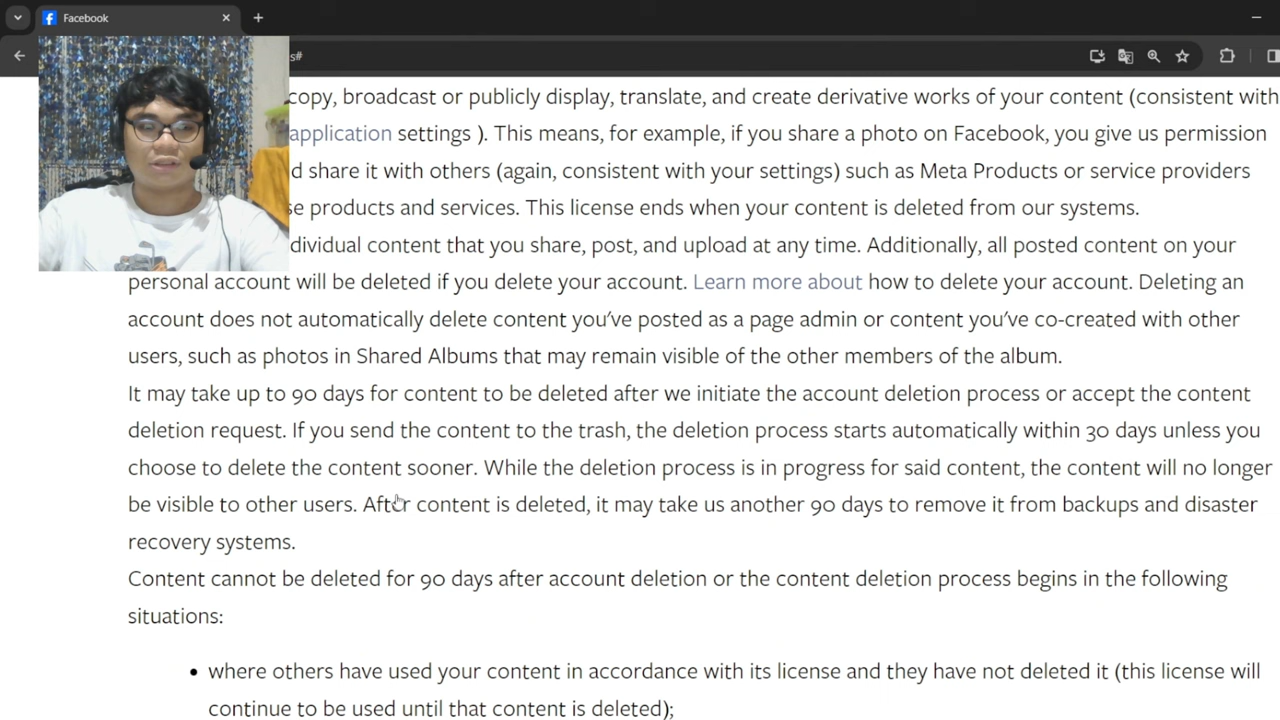 Facebook
s#
copy, broadcast or publicly display, translate, and create derivative works of your content (consistent with
application settings ). This means, for example, if you share a photo on Facebook, you give us permission
d share it with others (again, consistent with your settings) such as Meta Products or service providers
se products and services. This license ends when your content is deleted from our systems.
dividual content that you share, post, and upload at any time. Additionally, all posted content on your
personal account will be deleted if you delete your account. Learn more about how to delete your account. Deleting an
account does not automatically delete content you've posted as a page admin or content you've co-created with other
users, such as photos in Shared Albums that may remain visible of the other members of the album.
It may take up to 90 days for content to be deleted after we initiate the account deletion process or accept the content
deletion request. If you send the content to the trash, the deletion process starts automatically within 30 days unless you
choose to delete the content sooner. While the deletion process is in progress for said content, the content will no longer
be visible to other users. After content is deleted, it may take us another 90 days to remove it from backups and disaster
recovery systems.
Content cannot be deleted for 90 days after account deletion or the content deletion process begins in the following
situations:
• where others have used your content in accordance with its license and they have not deleted it (this license will
continue to be used until that content is deleted);